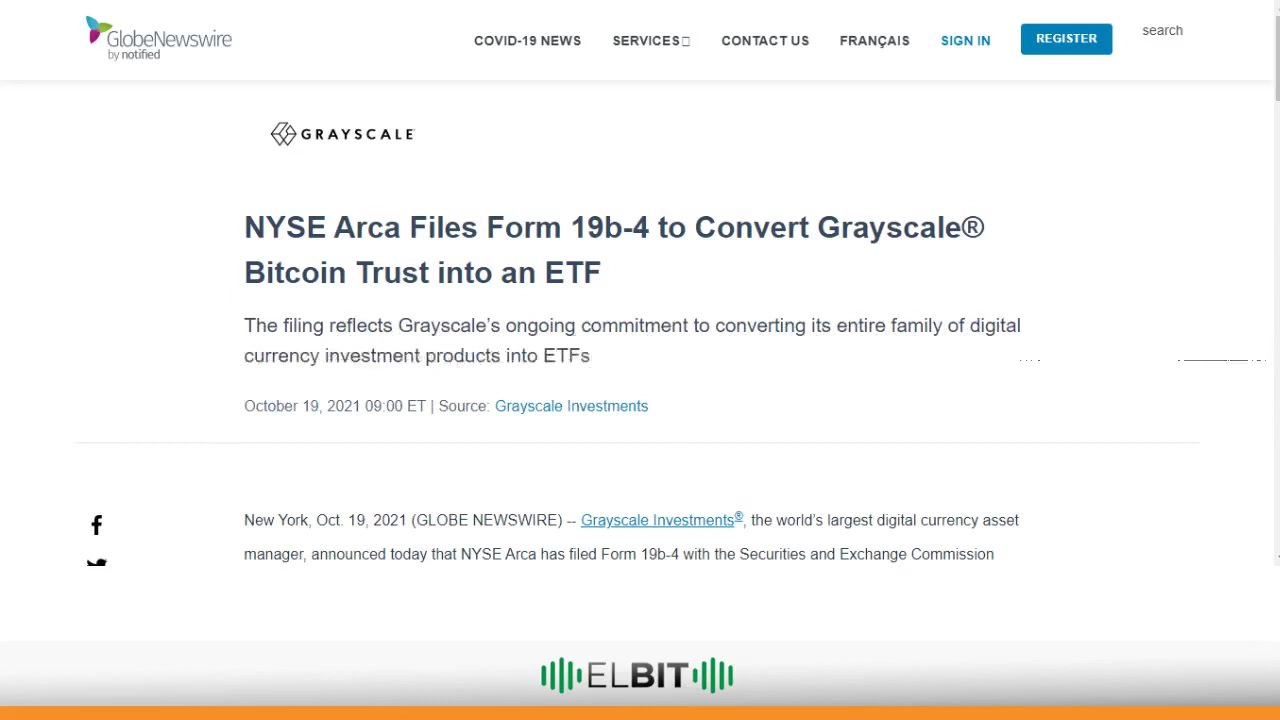 GlobeNewswire
by notified
COVID-19 NEWS SERVICES CONTACT US FRANÇAIS SIGN IN REGISTER search
GRAYSCALE
NYSE Arca Files Form 19b-4 to Convert Grayscale®
Bitcoin Trust into an ETF
The filing reflects Grayscale’s ongoing commitment to converting its entire family of digital
currency investment products into ETFs
October 19, 2021 09:00 ET | Source: Grayscale Investments
New York, Oct. 19, 2021 (GLOBE NEWSWIRE) -- Grayscale Investments®, the world’s largest digital currency asset
manager, announced today that NYSE Arca has filed Form 19b-4 with the Securities and Exchange Commission
ELBIT